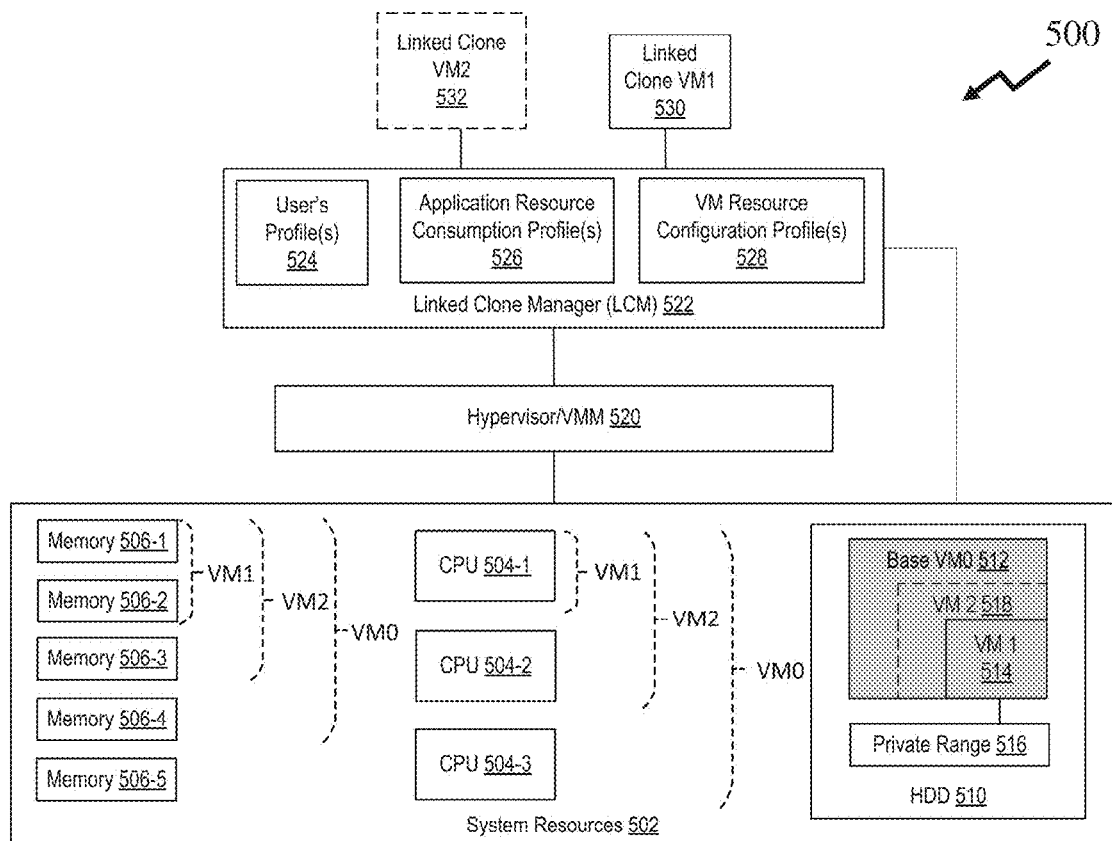 500
Linked Clone
VM2
532
Linked
Clone VM1
530
User's
Profile(s)
524
Application Resource
Consumption Profile(s)
526
VM Resource
Configuration Profile(s)
528
Linked Clone Manager (LCM) 522
Hypervisor/VMM 520
Memory 506-1
Memory 506-2
Memory 506-3
Memory 506-4
Memory 506-5
VM1
VM2
VM0
CPU 504-1
CPU 504-2
CPU 504-3
VM1
VM2
VM0
Base VM0 512
VM 2 518
VM 1
514
Private Range 516
HDD 510
System Resources 502